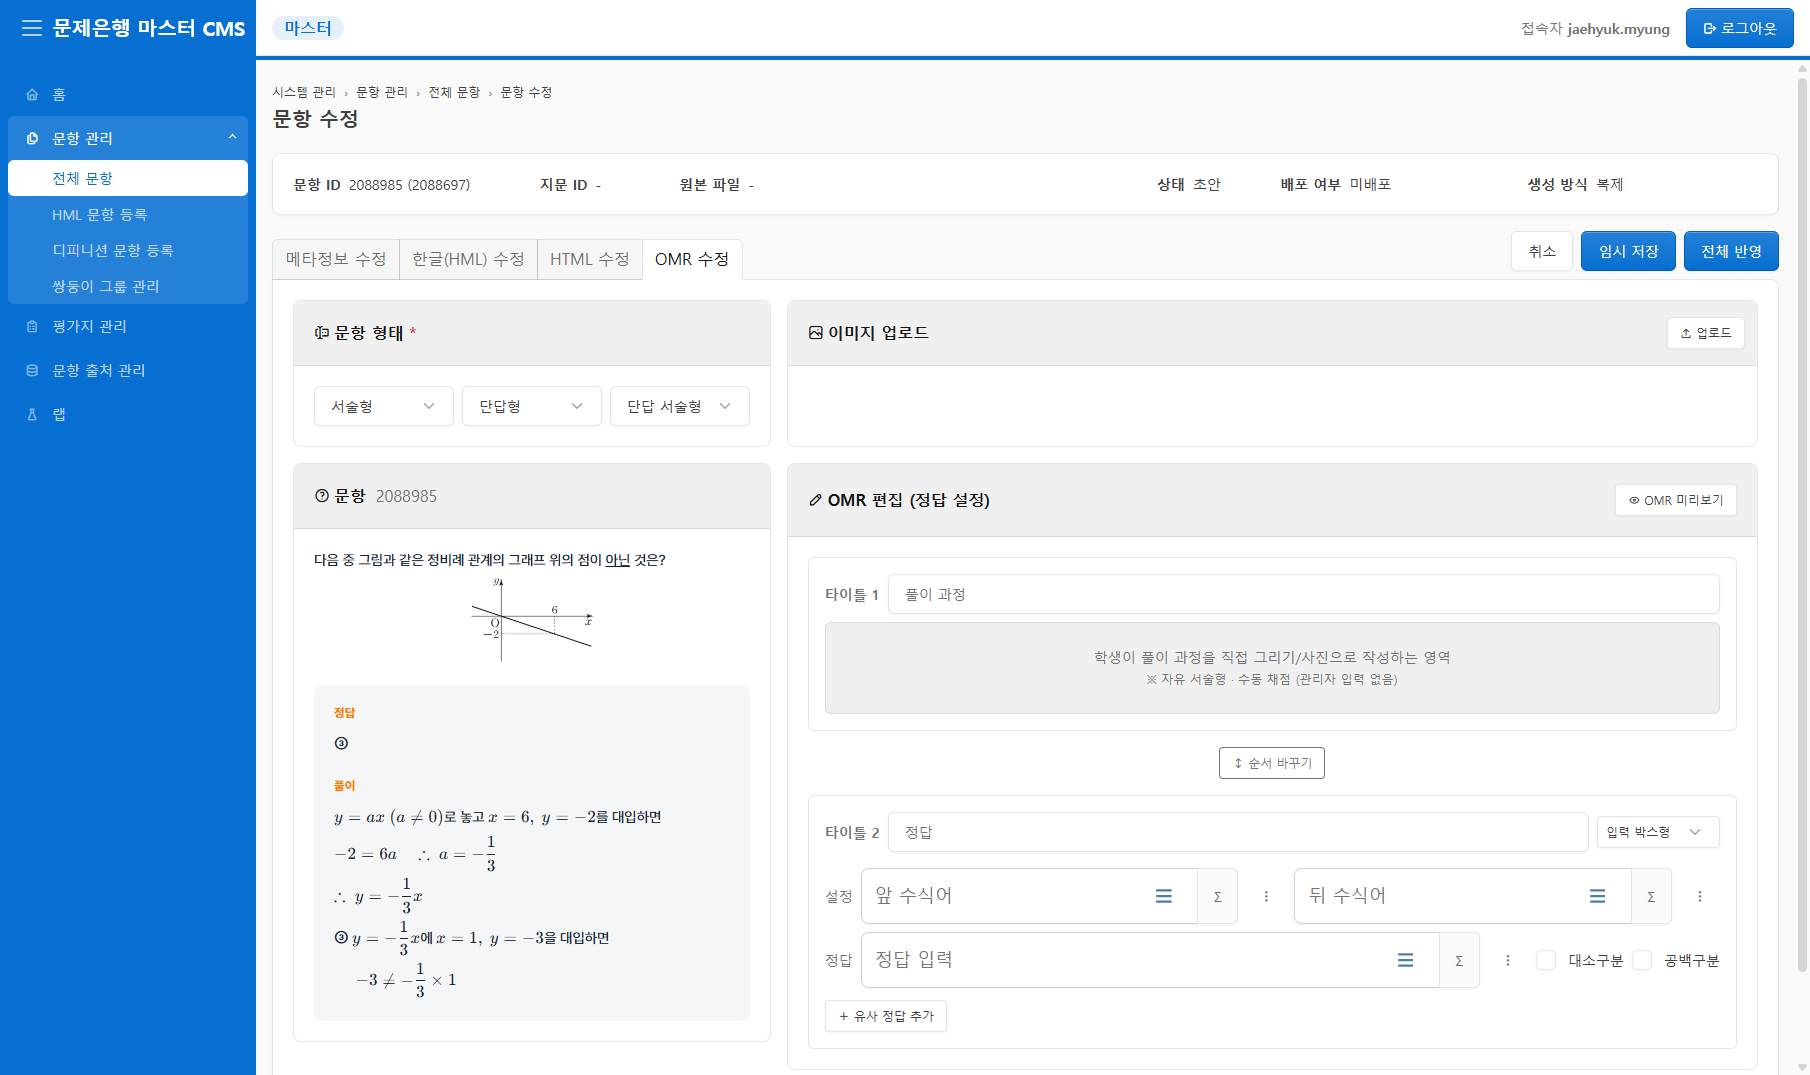 문제은행 마스터 CMS
마스터
접속자 jaehyuk.myung
로그아웃
홈
문항 관리
전체 문항
HML 문항 등록
디피니션 문항 등록
쌍둥이 그룹 관리
평가지 관리
문항 출처 관리
랩
시스템 관리 › 문항 관리 › 전체 문항 › 문항 수정
문항 수정
문항 ID 2088985 (2088697) 지문 ID - 원본 파일 - 상태 초안 배포 여부 미배포 생성 방식 복제
메타정보 수정 한글(HML) 수정 HTML 수정 OMR 수정
취소 임시 저장 전체 반영
문항 형태 *
서술형 단답형 단답 서술형
이미지 업로드
업로드
문항 2088985
다음 중 그림과 같은 정비례 관계의 그래프 위의 점이 아닌 것은?
y
6
O
x
−2
정답
③
풀이
y = ax (a ≠ 0)로 놓고 x = 6, y = −2를 대입하면
−2 = 6a ∴ a = −1/3
∴ y = −1/3 x
③ y = −1/3 x에 x = 1, y = −3을 대입하면
−3 ≠ −1/3 × 1
OMR 편집 (정답 설정)
OMR 미리보기
타이틀 1 풀이 과정
학생이 풀이 과정을 직접 그리기/사진으로 작성하는 영역
※ 자유 서술형 · 수동 채점 (관리자 입력 없음)
↕ 순서 바꾸기
타이틀 2 정답 입력 박스형
설정 앞 수식어 Σ 뒤 수식어 Σ
정답 정답 입력 Σ 대소구분 공백구분
+ 유사 정답 추가